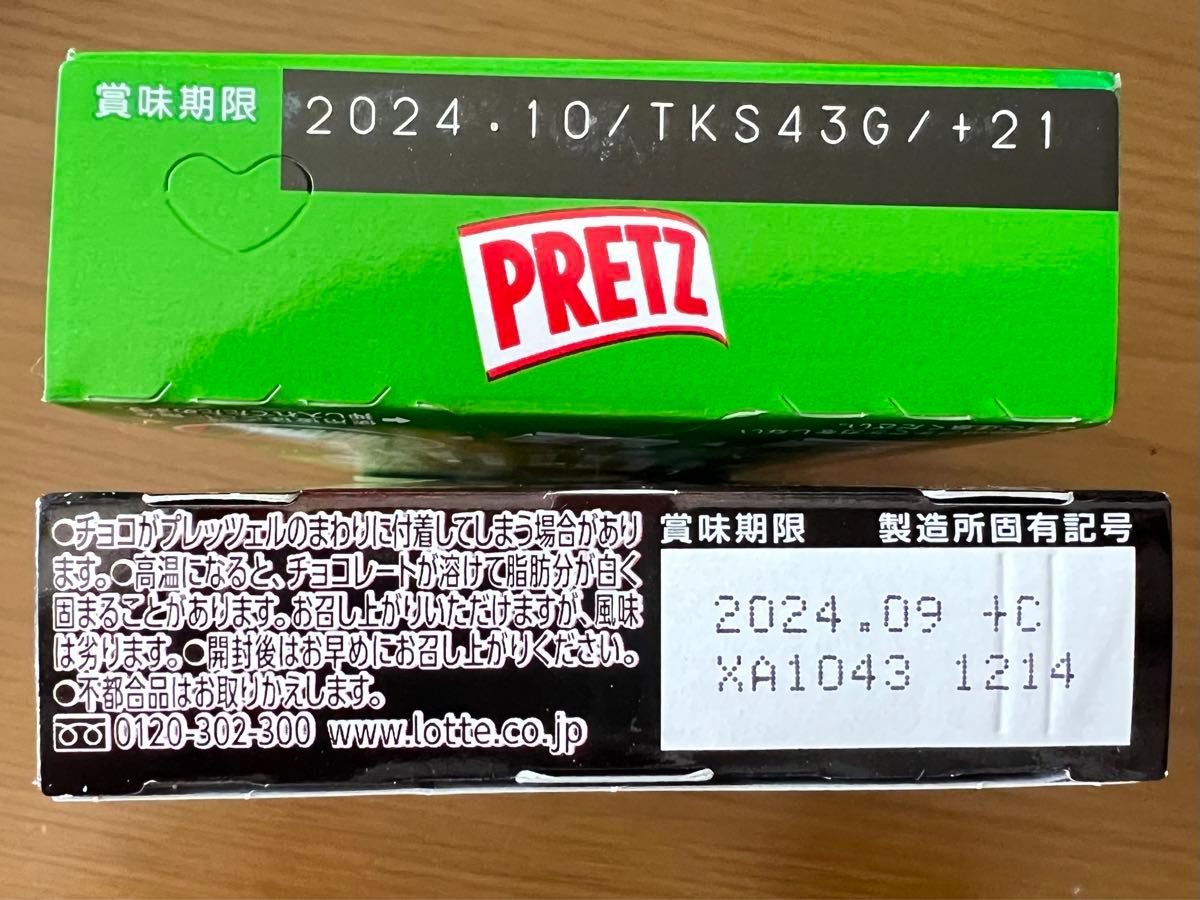 賞味期限
2024.10/TKS43G/+21
PRETZ
●チョコがプレッツェルのまわりに付着してしまう場合があり
ます。●高温になると、チョコレートが溶けて脂肪分が白く
固まることがあります。お召し上がりいただけますが、風味
は劣ります。●開封後はお早めにお召し上がりください。
●不都合品はお取りかえします。
0120-302-300 www.lotte.co.jp
賞味期限 製造所固有記号
2024.09 +C
XA1043 1214